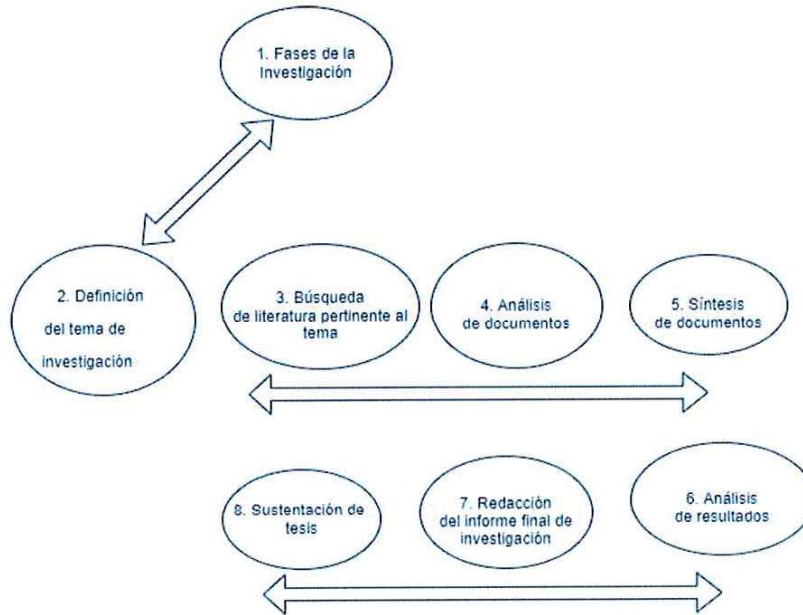 1. Fases de la
Investigación
2. Definición
del tema de
investigación
3. Búsqueda
de literatura pertinente al
tema
4. Análisis
de documentos
5. Síntesis
de documentos
8. Sustentación de
tesis
7. Redacción
del informe final de
investigación
6. Análisis
de resultados